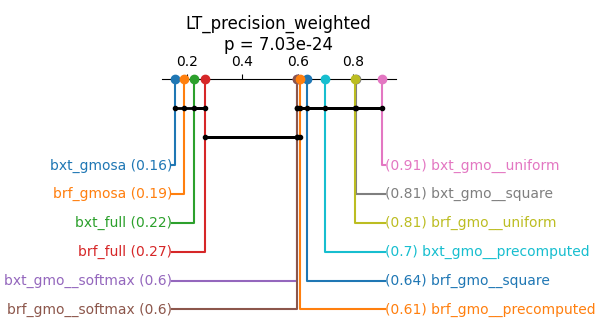 LT_precision_weighted
p = 7.03e-24
0.2 0.4 0.6 0.8
bxt_gmosa (0.16) (0.91) bxt_gmo__uniform
brf_gmosa (0.19) (0.81) bxt_gmo__square
bxt_full (0.22) (0.81) brf_gmo__uniform
brf_full (0.27) (0.7) bxt_gmo__precomputed
bxt_gmo__softmax (0.6) (0.64) brf_gmo__square
brf_gmo__softmax (0.6) (0.61) brf_gmo__precomputed